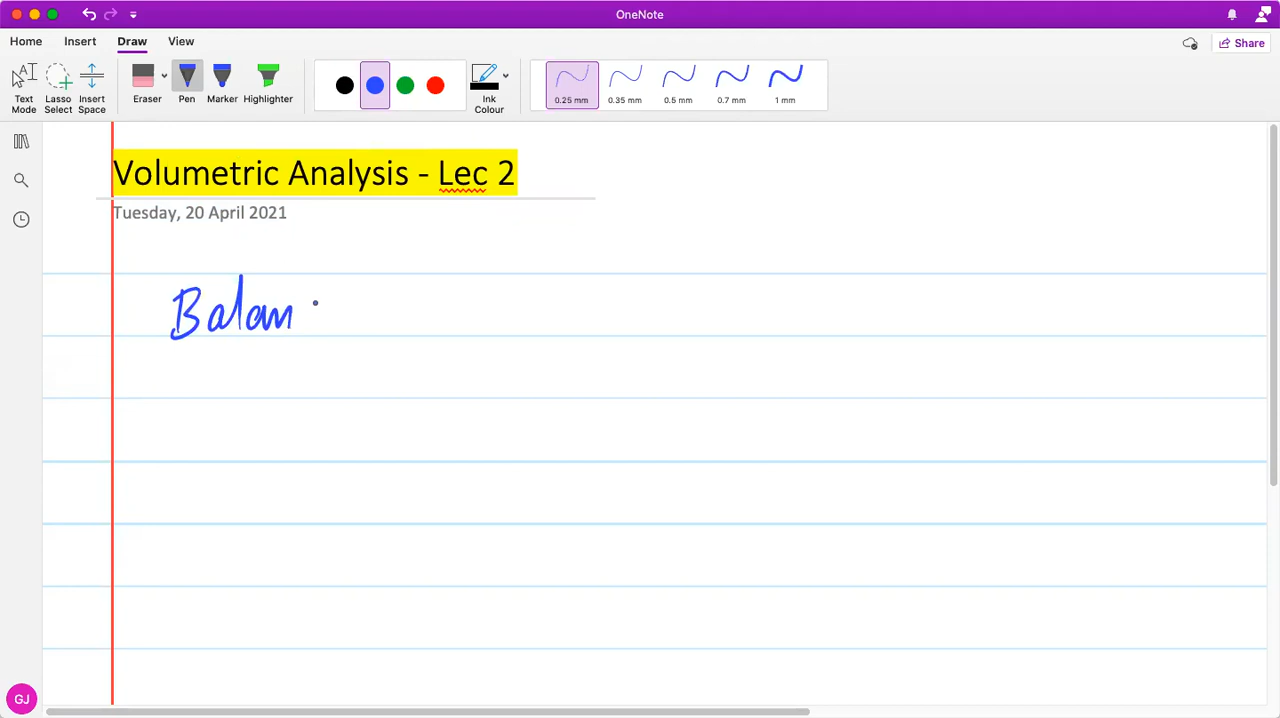 OneNote
Home Insert Draw View
Share
Text Mode
Lasso Select
Insert Space
Eraser
Pen
Marker
Highlighter
Ink Colour
0.25 mm
0.35 mm
0.5 mm
0.7 mm
1 mm
Volumetric Analysis - Lec 2
Tuesday, 20 April 2021
Balan
GJ